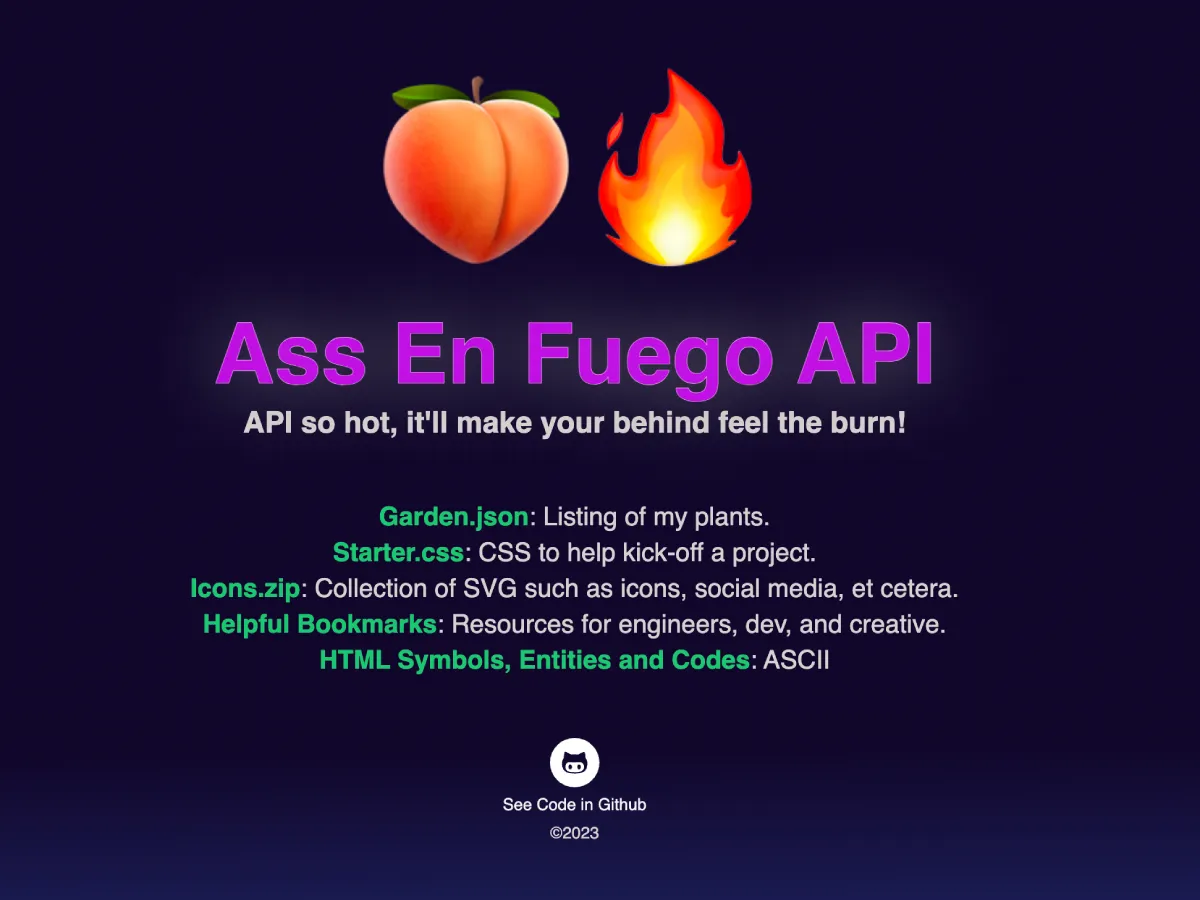 Ass En Fuego API
API so hot, it'll make your behind feel the burn!
Garden.json: Listing of my plants.
Starter.css: CSS to help kick-off a project.
Icons.zip: Collection of SVG such as icons, social media, et cetera.
Helpful Bookmarks: Resources for engineers, dev, and creative.
HTML Symbols, Entities and Codes: ASCII
See Code in Github
©2023